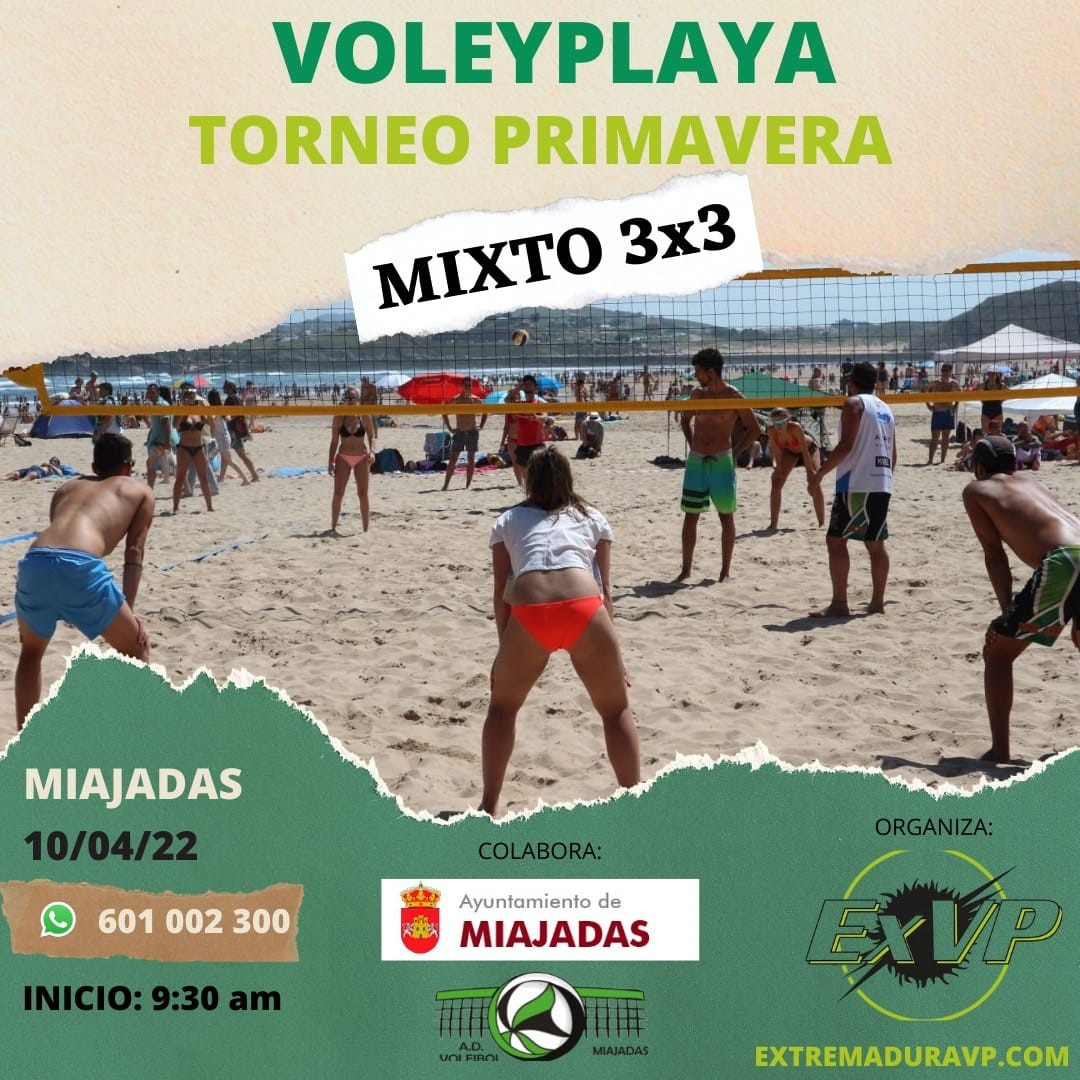 VOLEYPLAYA
TORNEO PRIMAVERA
MIXTO 3x3
MIAJADAS
10/04/22
601 002 300
INICIO: 9:30 am
COLABORA:
Ayuntamiento de
MIAJADAS
A.D.
VOLEIBOL
MIAJADAS
ORGANIZA:
ExVP
EXTREMADURAVP.COM